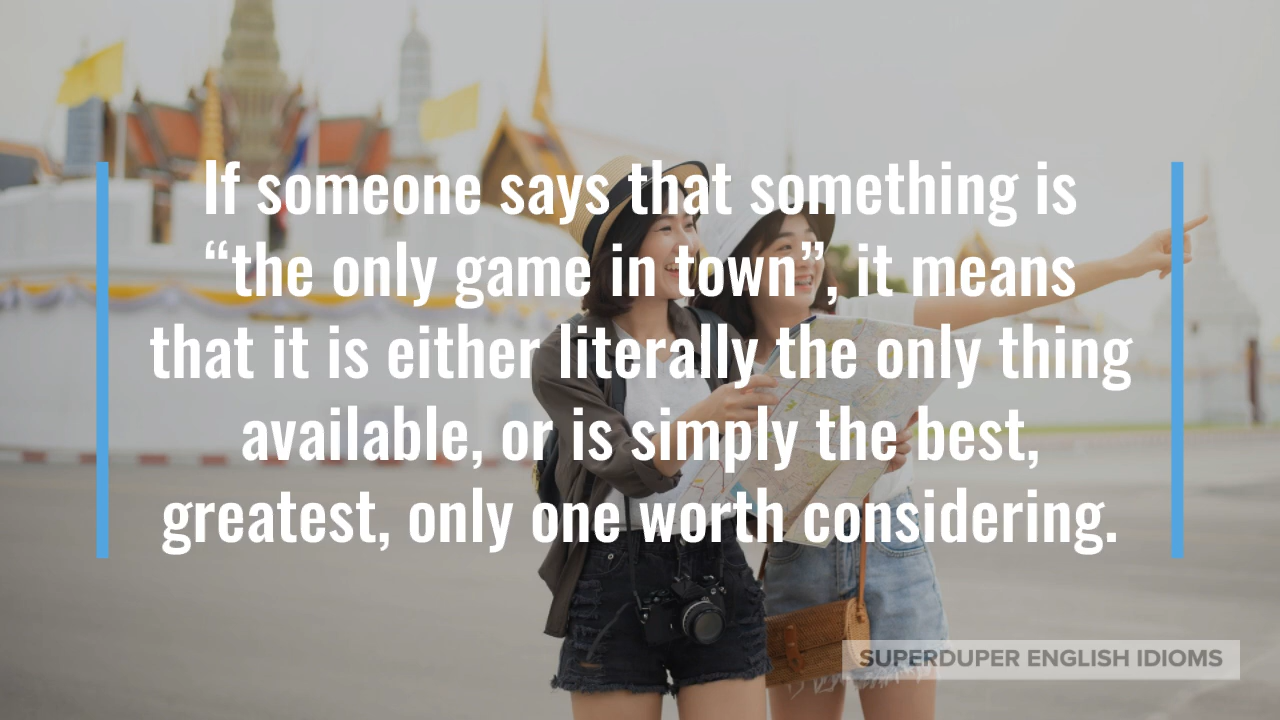 If someone says that something is
“the only game in town”, it means
that it is either literally the only thing
available, or is simply the best,
greatest, only one worth considering.
SUPERDUPER ENGLISH IDIOMS